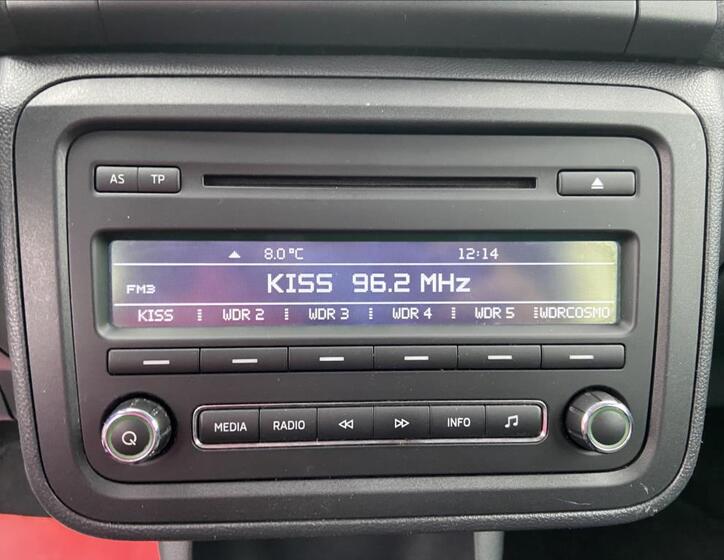 AS TP
8.0 °C 12:14
FM3 KISS 96.2 MHz
KISS WDR 2 WDR 3 WDR 4 WDR 5 WDRCOSMO
MEDIA RADIO INFO